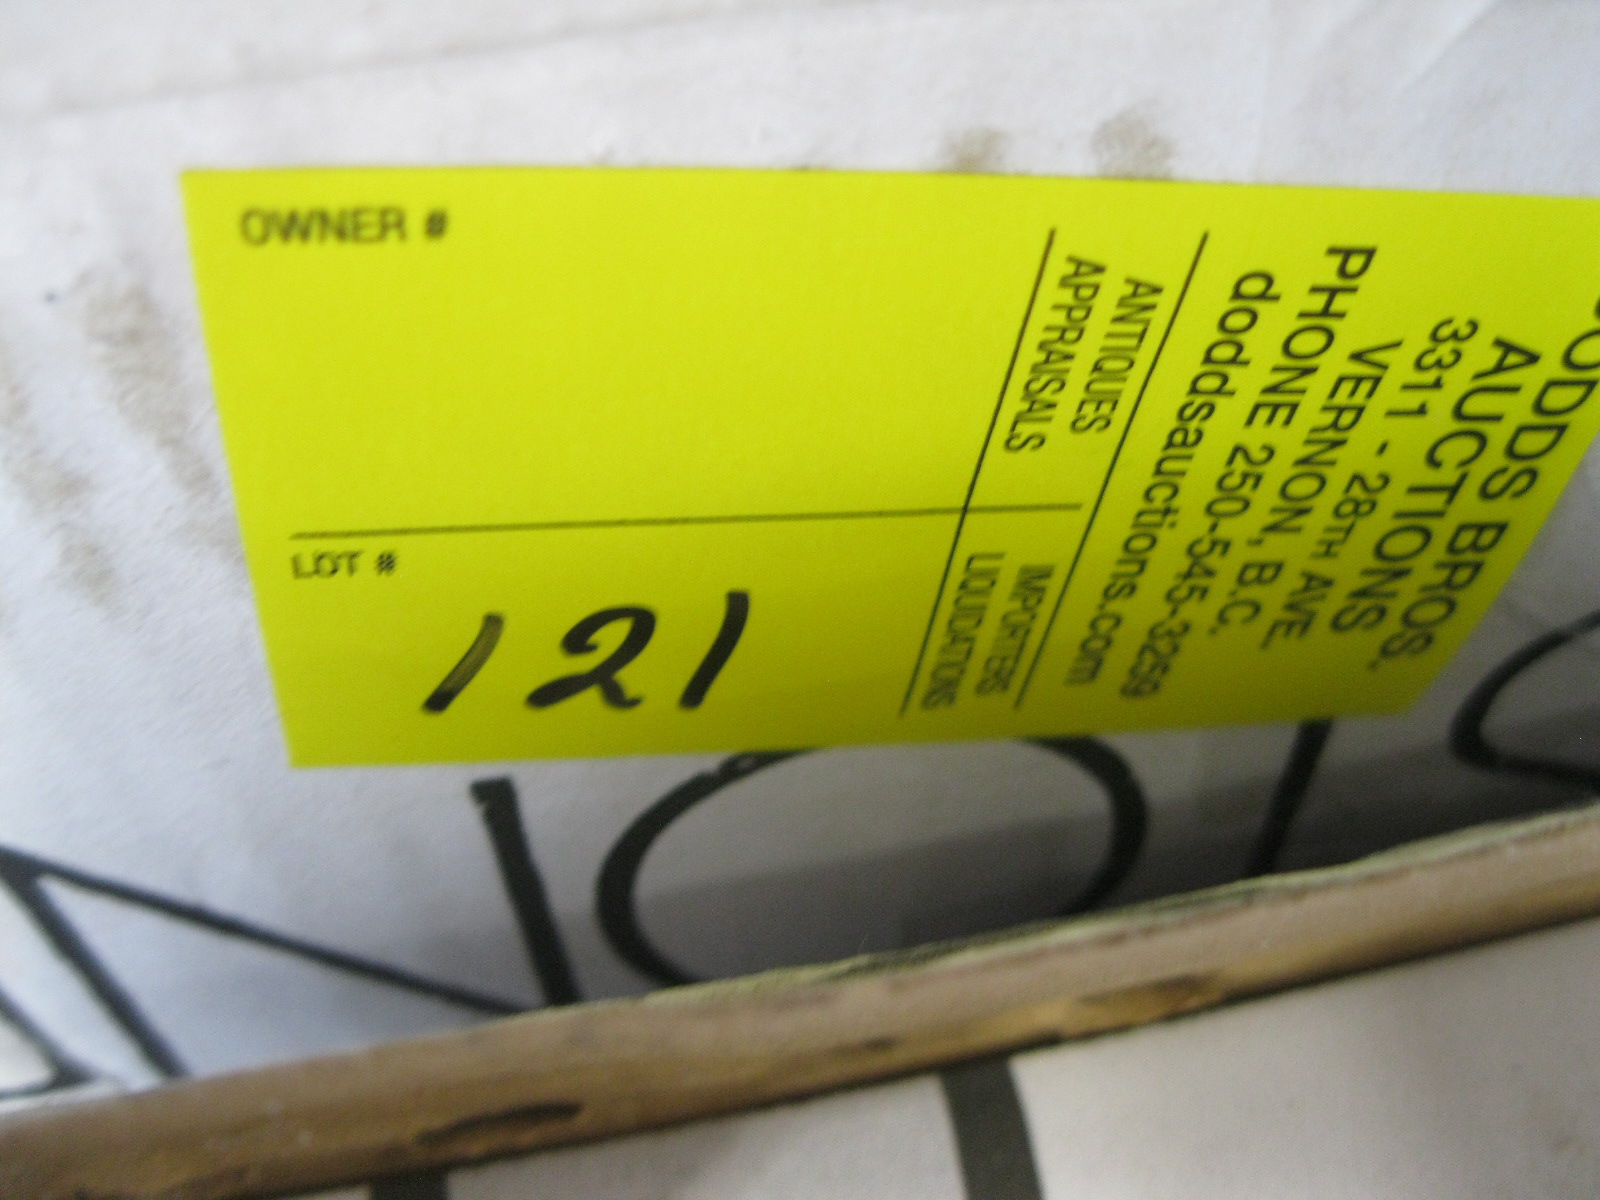 DODDS BROS.
AUCTIONS
3311 - 28TH AVE.
VERNON, B.C.
PHONE 250-545-3259
doddsauctions.com
ANTIQUES
APPRAISALS
IMPORTERS
LIQUIDATIONS
OWNER #
LOT #
121